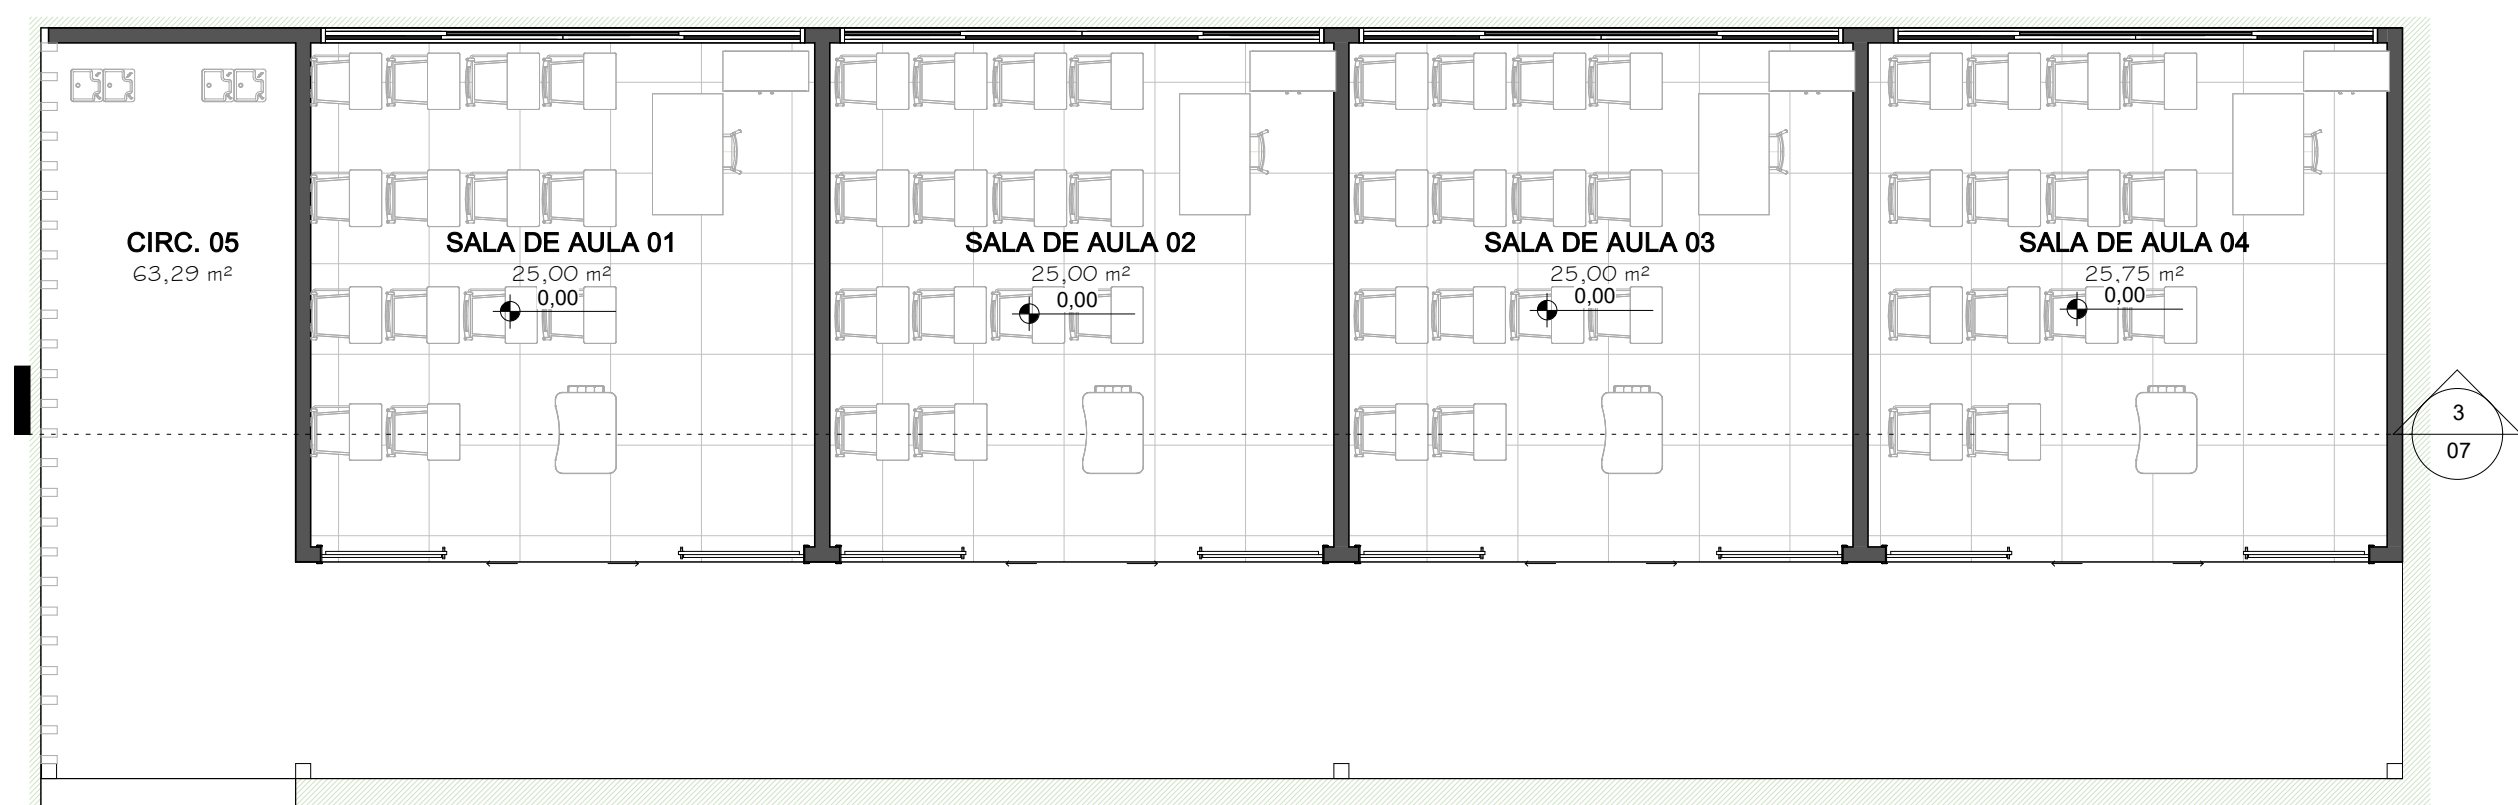 CIRC. 05
63,29 m²
SALA DE AULA 01
25,00 m²
0,00
SALA DE AULA 02
25,00 m²
0,00
SALA DE AULA 03
25,00 m²
0,00
SALA DE AULA 04
25,75 m²
0,00
3
07